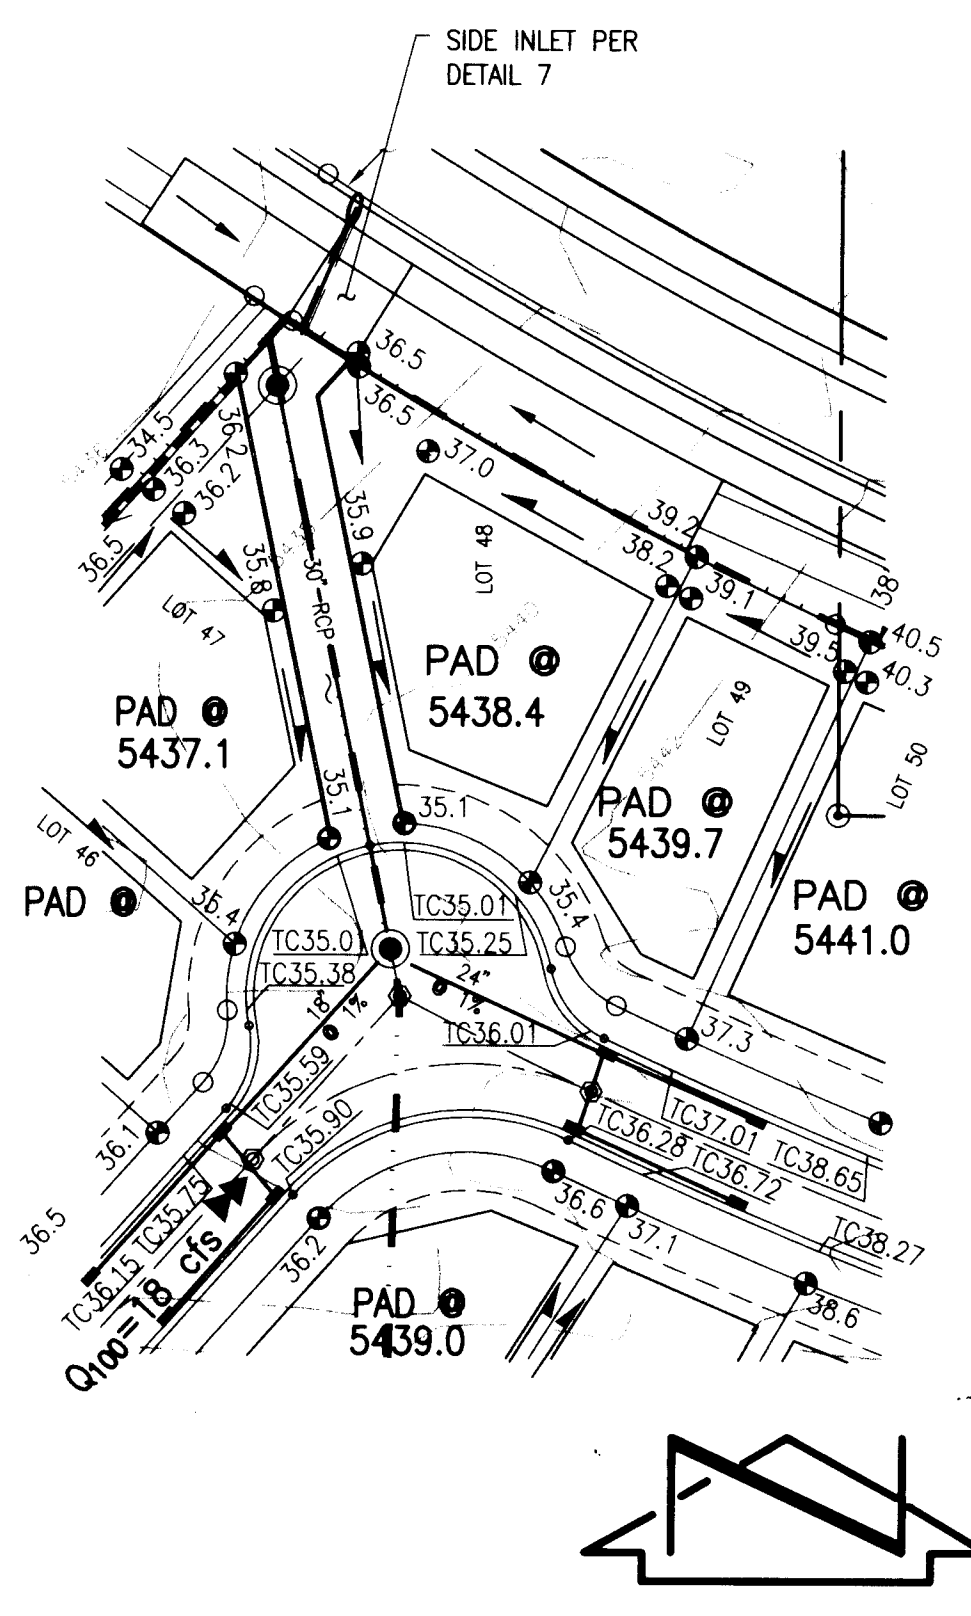 SIDE INLET PER
DETAIL 7
36.5
36.5
37.0
34.5
36.3
36.2
36.2
36.5
35.8
35.9
30" RCP
LOT 47
LOT 48
39.2
38.2
39.1
38
39.5
40.5
40.3
PAD @
5438.4
PAD @
5437.1
LOT 49
LOT 50
PAD @
5439.7
35.1
35.1
LOT 46
PAD @
35.4
35.4
PAD @
5441.0
TC35.01
TC35.25
TC35.01
TC35.38
24"
@ 1%
18"
@ 1%
TC36.01
37.3
TC35.59
TC35.90
TC37.01
TC36.28
TC36.72
TC38.65
36.1
36.5
TC35.75
TC36.15
Q100=18 cfs
36.2
36.6
37.1
TC38.27
38.6
PAD @
5439.0